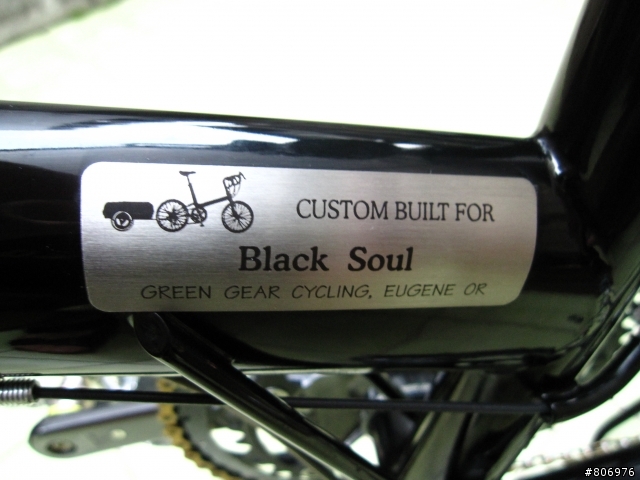 CUSTOM BUILT FOR
Black Soul
GREEN GEAR CYCLING, EUGENE OR
#806976